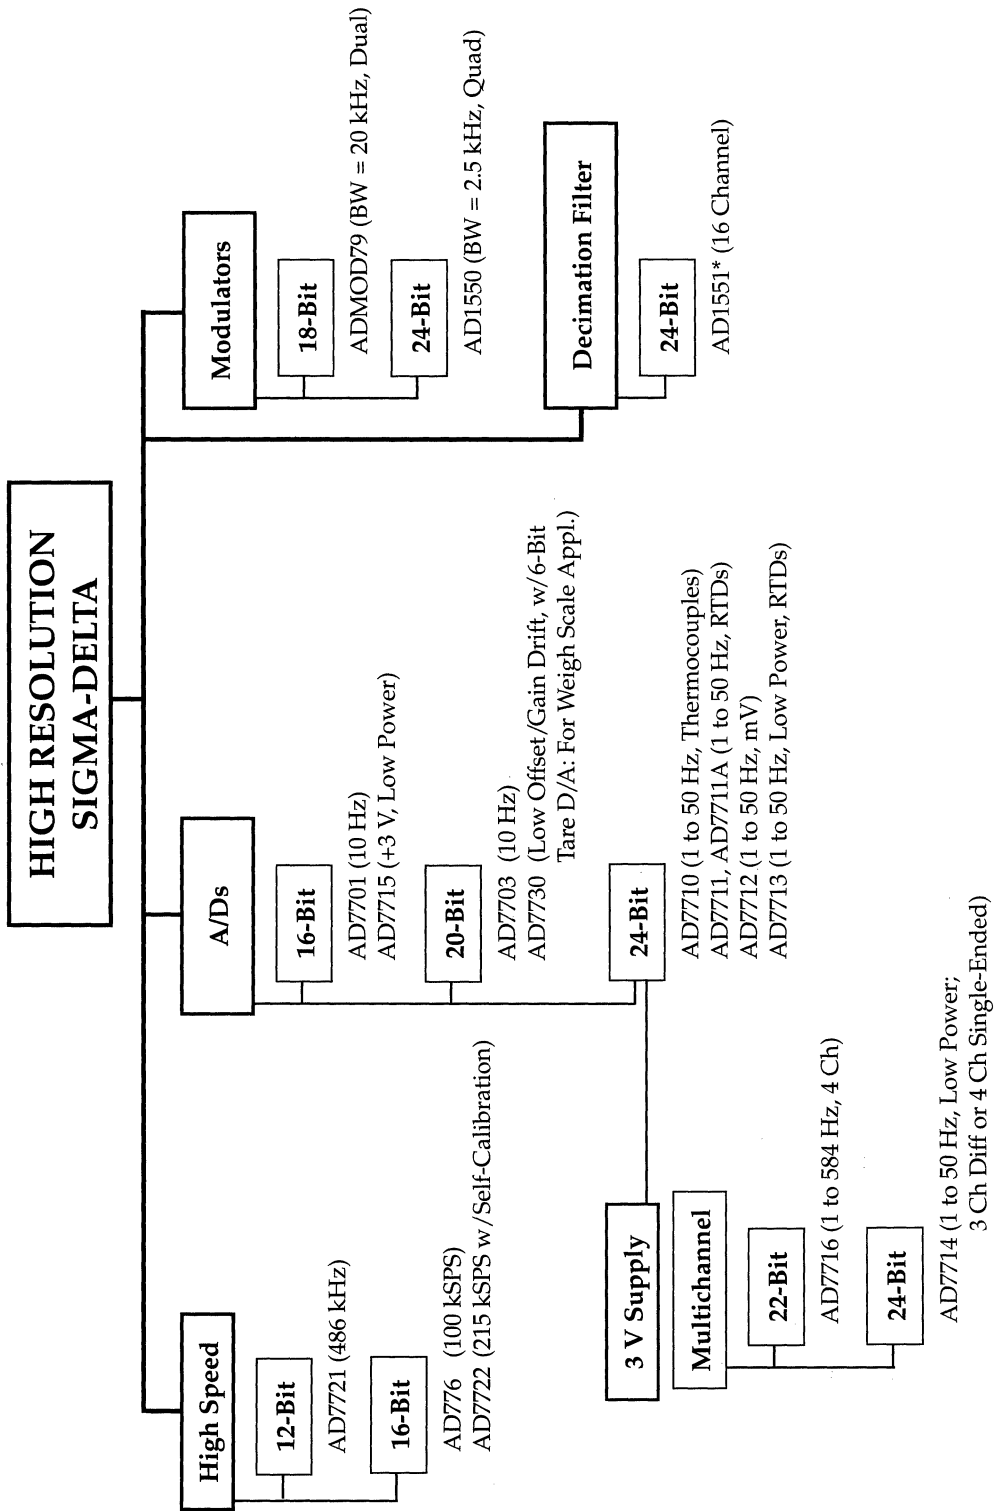 HIGH RESOLUTION
SIGMA-DELTA
High Speed
12-Bit
AD7721 (486 kHz)
16-Bit
AD776 (100 kSPS)
AD7722 (215 kSPS w/Self-Calibration)
A/Ds
16-Bit
AD7701 (10 Hz)
AD7715 (+3 V, Low Power)
20-Bit
AD7703 (10 Hz)
AD7730 (Low Offset/Gain Drift, w/6-Bit
Tare D/A: For Weigh Scale Appl.)
24-Bit
AD7710 (1 to 50 Hz, Thermocouples)
AD7711, AD7711A (1 to 50 Hz, RTDs)
AD7712 (1 to 50 Hz, mV)
AD7713 (1 to 50 Hz, Low Power, RTDs)
3 V Supply
Multichannel
22-Bit
AD7716 (1 to 584 Hz, 4 Ch)
24-Bit
AD7714 (1 to 50 Hz, Low Power;
3 Ch Diff or 4 Ch Single-Ended)
Modulators
18-Bit
ADMOD79 (BW = 20 kHz, Dual)
24-Bit
AD1550 (BW = 2.5 kHz, Quad)
Decimation Filter
24-Bit
AD1551* (16 Channel)